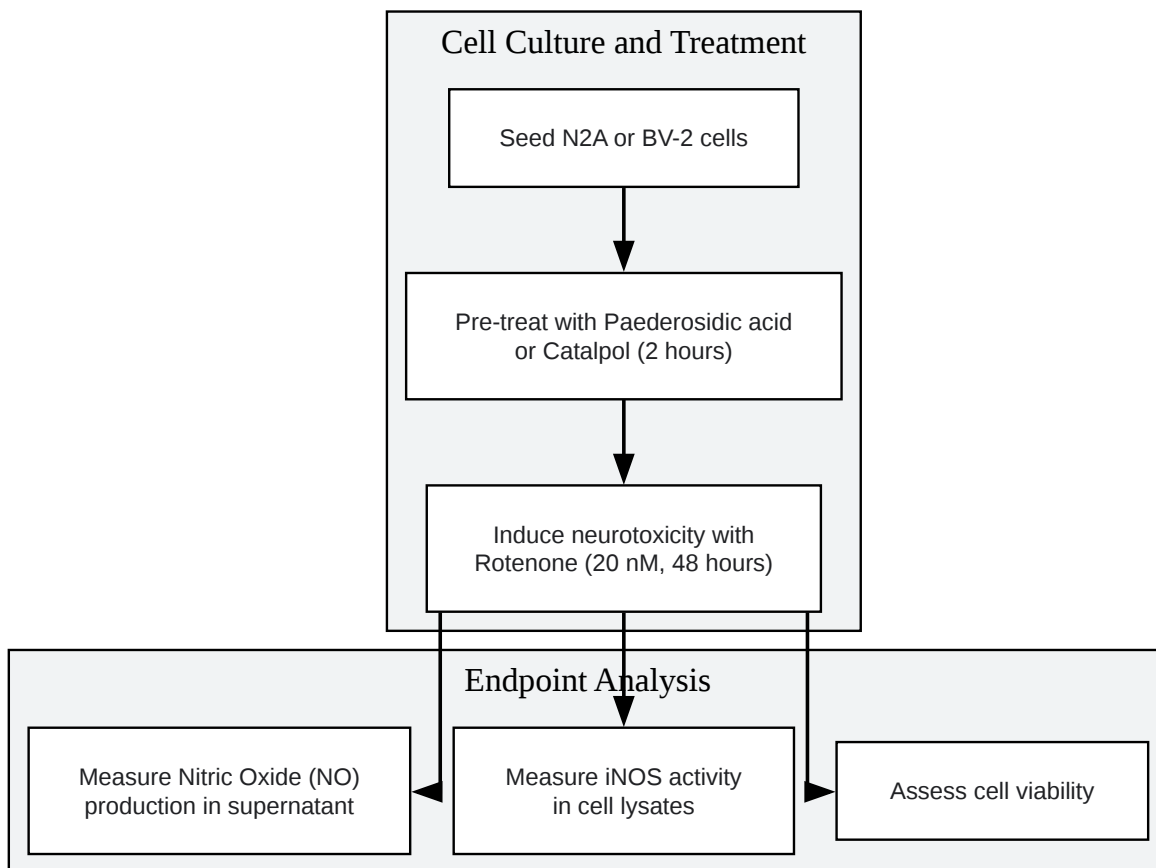 Cell Culture and Treatment
Seed N2A or BV-2 cells
Pre-treat with Paederosidic acid
or Catalpol (2 hours)
Induce neurotoxicity with
Rotenone (20 nM, 48 hours)
Endpoint Analysis
Measure Nitric Oxide (NO)
production in supernatant
Measure iNOS activity
in cell lysates
Assess cell viability